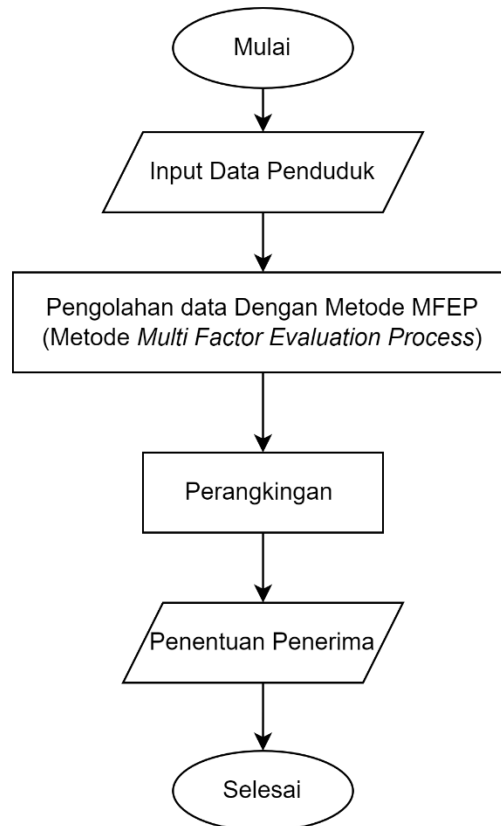 Mulai
Input Data Penduduk
Pengolahan data Dengan Metode MFEP
(Metode Multi Factor Evaluation Process)
Perangkingan
Penentuan Penerima
Selesai